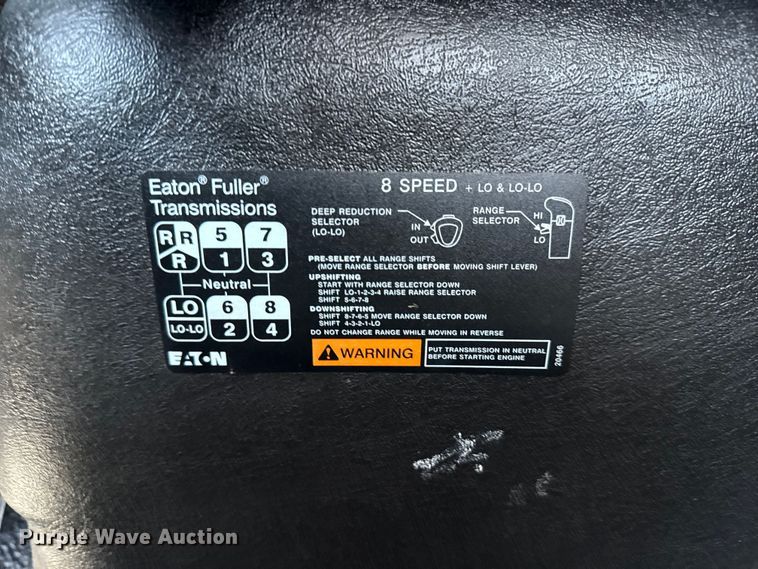 Eaton® Fuller®
Transmissions
8 SPEED + LO & LO-LO
R R 5 7
R 1 3
Neutral
LO 6 8
LO-LO 2 4
EATON
DEEP REDUCTION
SELECTOR
(LO-LO)
IN
OUT
RANGE
SELECTOR
HI
LO
PRE-SELECT ALL RANGE SHIFTS
(MOVE RANGE SELECTOR BEFORE MOVING SHIFT LEVER)
UPSHIFTING
START WITH RANGE SELECTOR DOWN
SHIFT LO-1-2-3-4 RAISE RANGE SELECTOR
SHIFT 5-6-7-8
DOWNSHIFTING
SHIFT 8-7-6-5 MOVE RANGE SELECTOR DOWN
SHIFT 4-3-2-1-LO
DO NOT CHANGE RANGE WHILE MOVING IN REVERSE
WARNING
PUT TRANSMISSION IN NEUTRAL
BEFORE STARTING ENGINE
20466
Purple Wave Auction